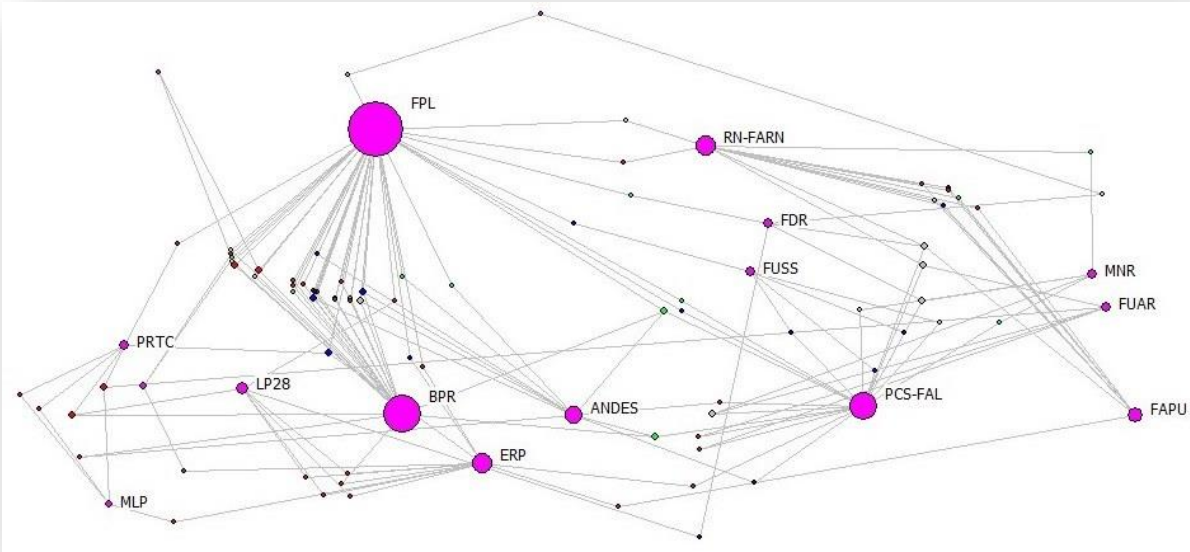 FPL
RN-FARN
FDR
FUSS
MNR
FUAR
PRTC
LP28
BPR
ANDES
PCS-FAL
FAPU
ERP
MLP